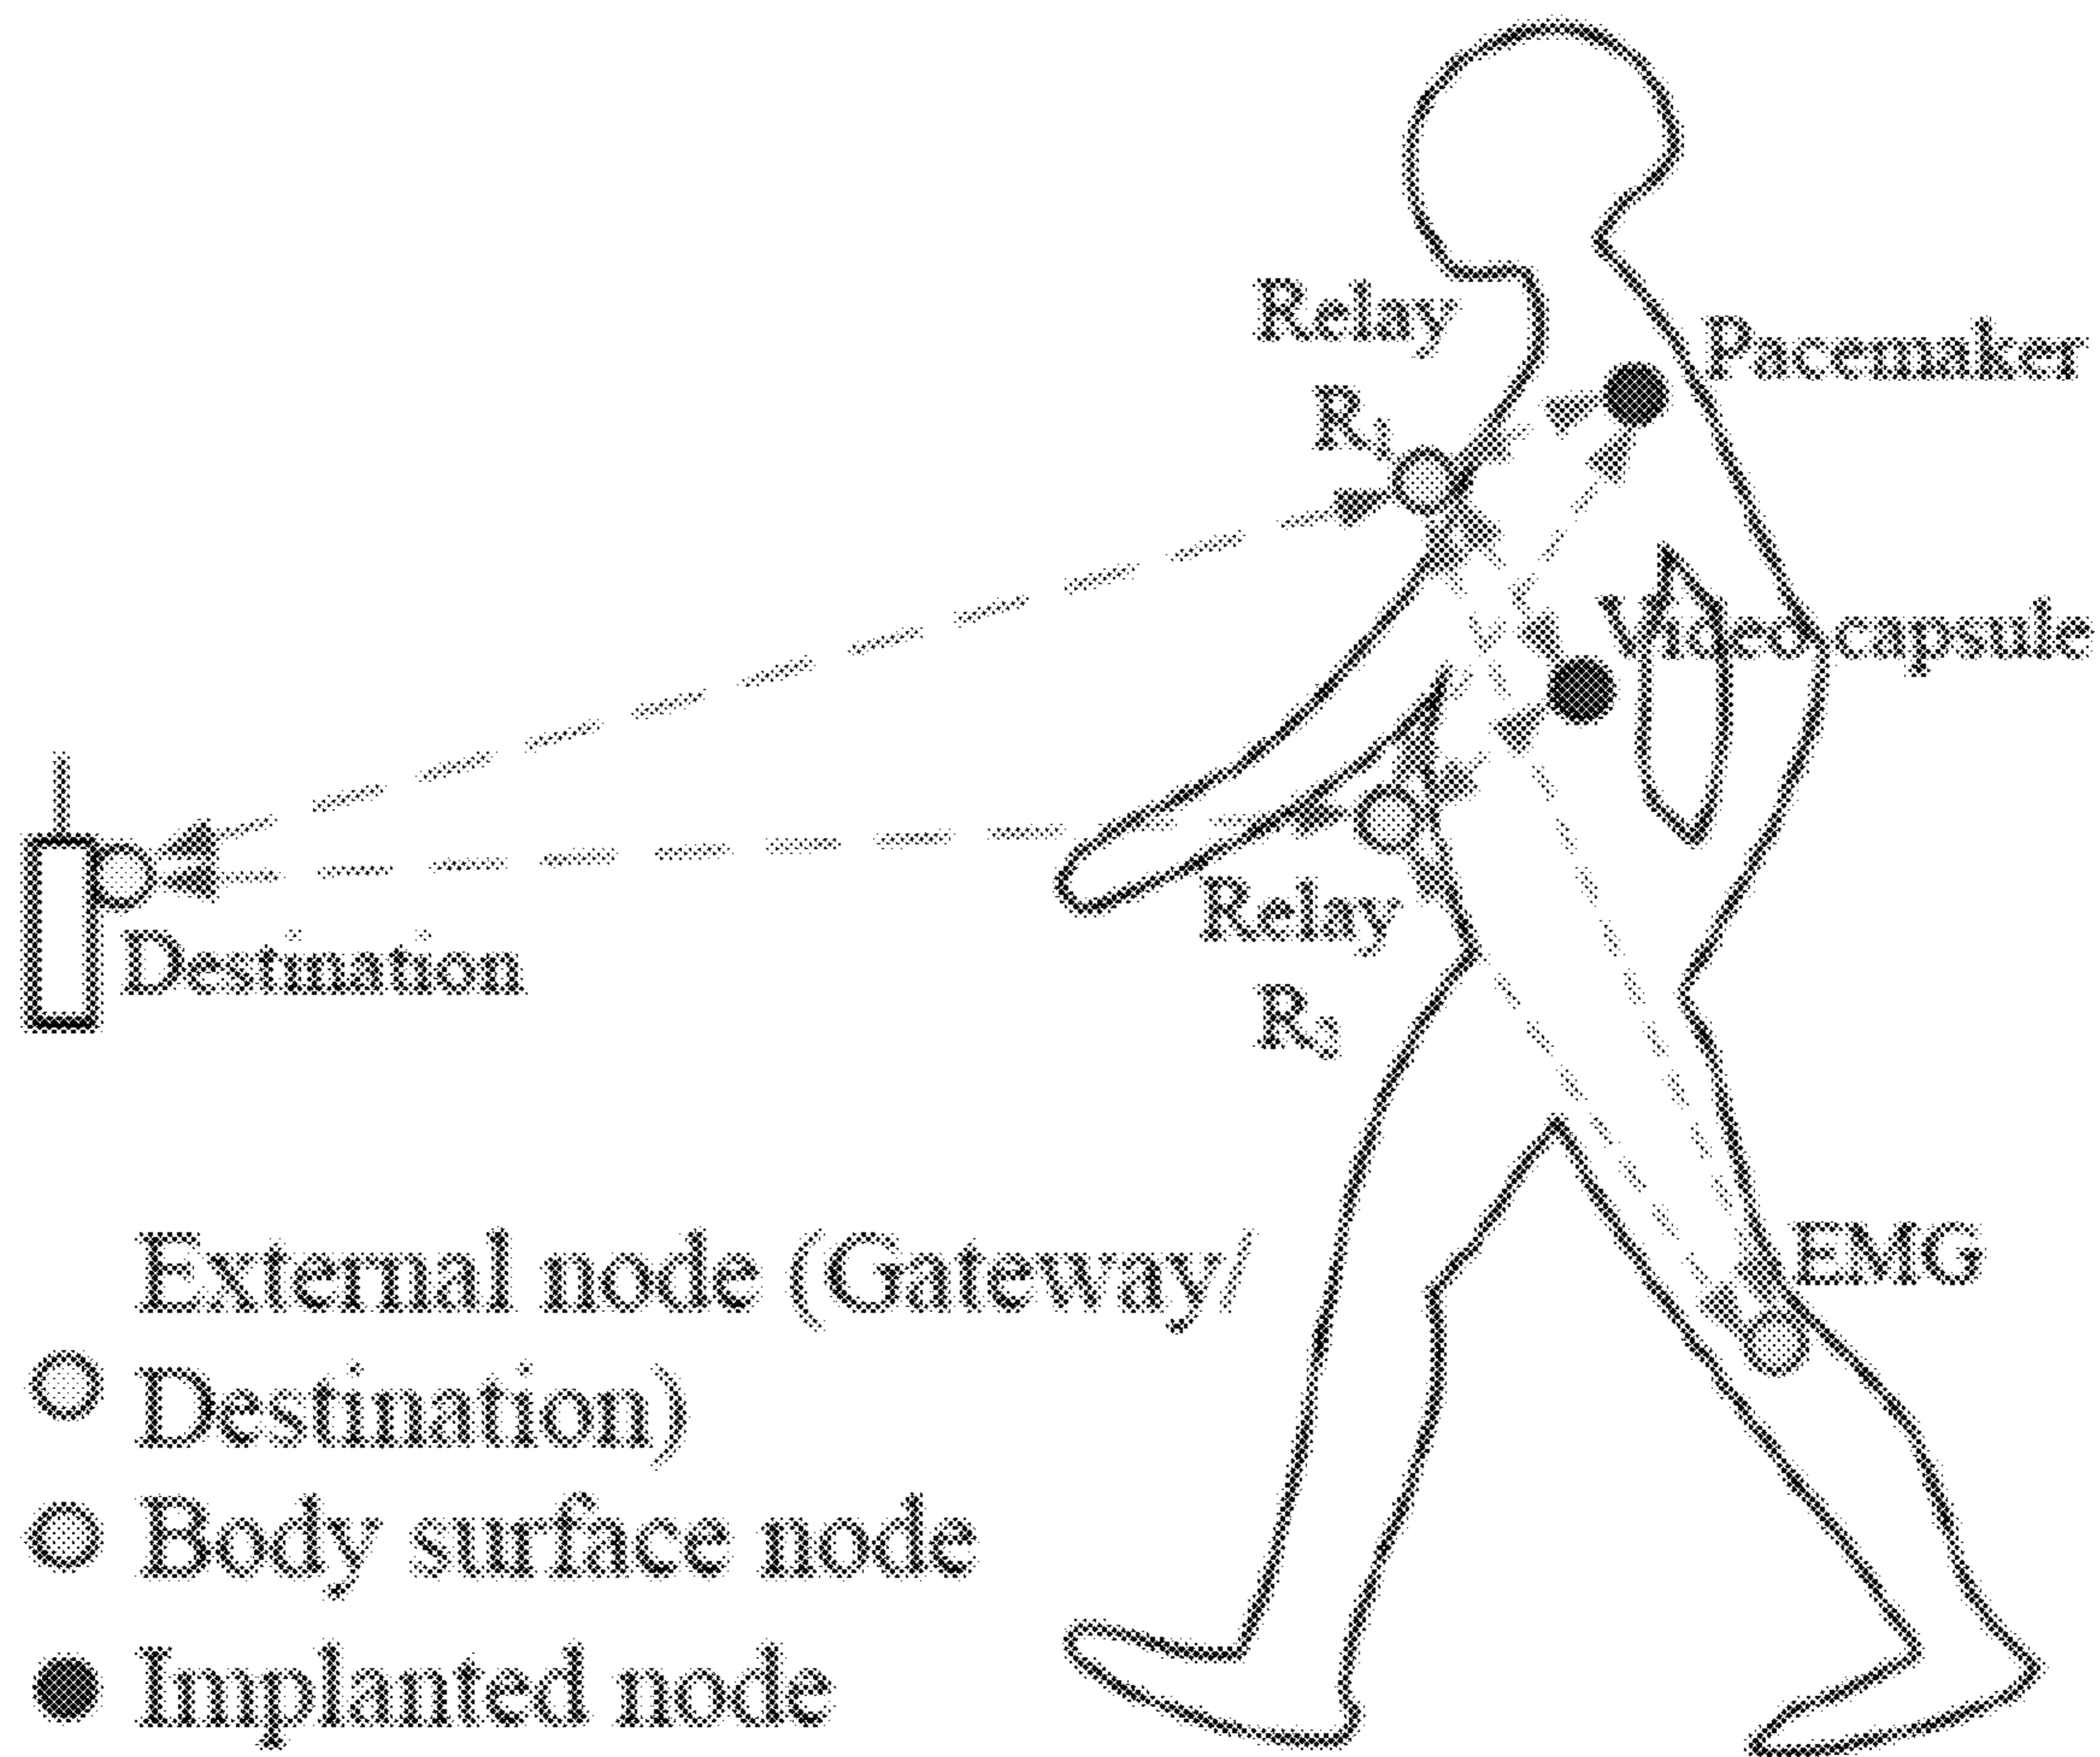 Relay
R₁
Pacemaker
Video capsule
Destination
Relay
R₂
EMG
External node (Gateway/
Destination)
Body surface node
Implanted node